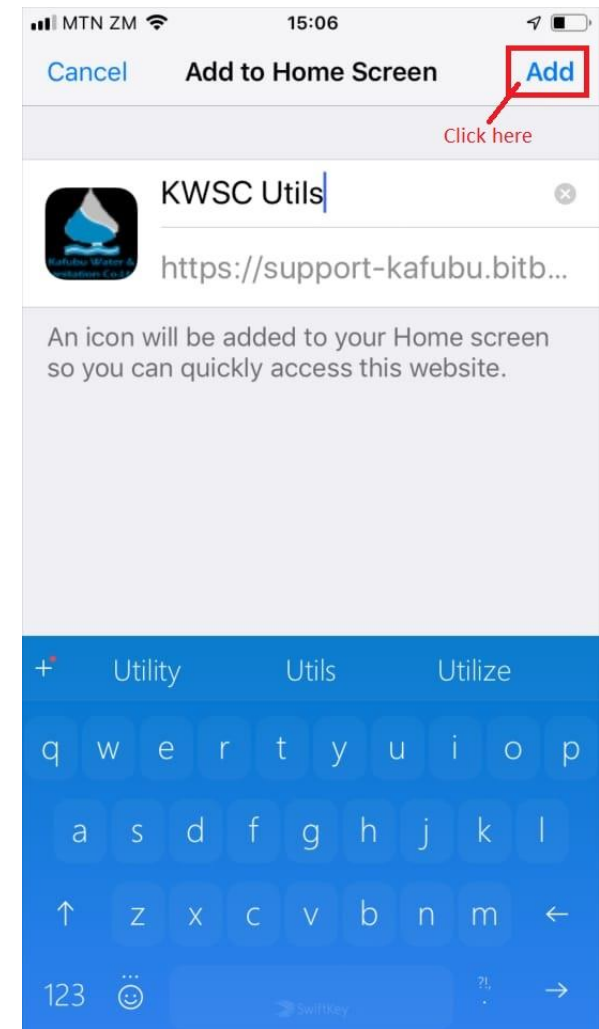 MTN ZM 15:06
Cancel Add to Home Screen Add
Click here
KWSC Utils
Kafubu Water &
https://support-kafubu.bitb...
An icon will be added to your Home screen
so you can quickly access this website.
+ Utility Utils Utilize
q w e r t y u i o p
a s d f g h j k l
z x c v b n m
123 SwiftKey ?!, .